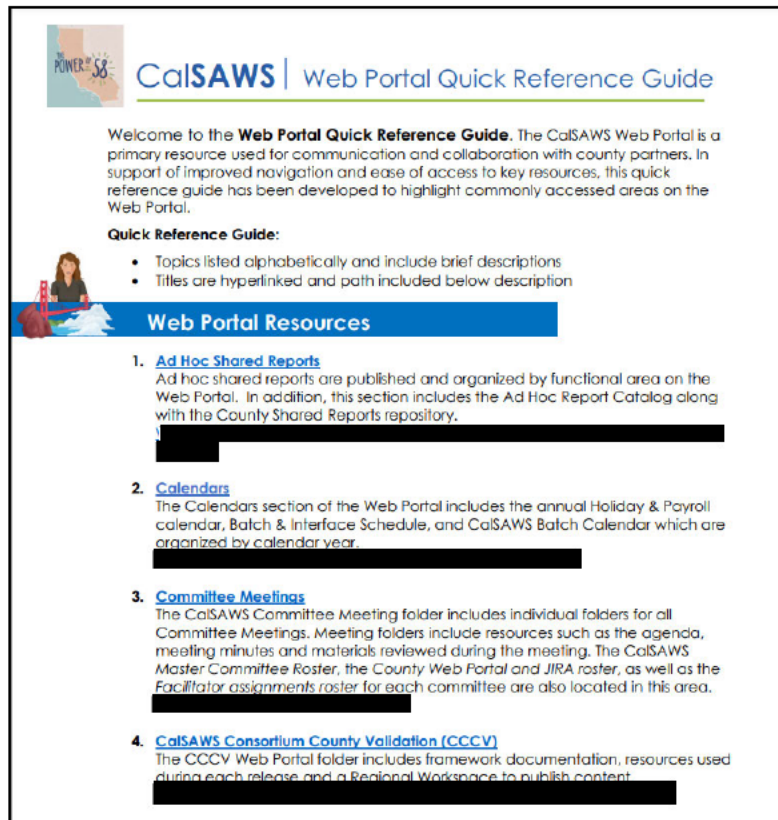 THE
POWER OF 58
CalSAWS | Web Portal Quick Reference Guide
Welcome to the Web Portal Quick Reference Guide. The CalSAWS Web Portal is a
primary resource used for communication and collaboration with county partners. In
support of improved navigation and ease of access to key resources, this quick
reference guide has been developed to highlight commonly accessed areas on the
Web Portal.
Quick Reference Guide:
• Topics listed alphabetically and include brief descriptions
• Titles are hyperlinked and path included below description
Web Portal Resources
1. Ad Hoc Shared Reports
Ad hoc shared reports are published and organized by functional area on the
Web Portal. In addition, this section includes the Ad Hoc Report Catalog along
with the County Shared Reports repository.
2. Calendars
The Calendars section of the Web Portal includes the annual Holiday & Payroll
calendar, Batch & Interface Schedule, and CalSAWS Batch Calendar which are
organized by calendar year.
3. Committee Meetings
The CalSAWS Committee Meeting folder includes individual folders for all
Committee Meetings. Meeting folders include resources such as the agenda,
meeting minutes and materials reviewed during the meeting. The CalSAWS
Master Committee Roster, the County Web Portal and JIRA roster, as well as the
Facilitator assignments roster for each committee are also located in this area.
4. CalSAWS Consortium County Validation (CCCV)
The CCCV Web Portal folder includes framework documentation, resources used
during each release and a Regional Workspace to publish content